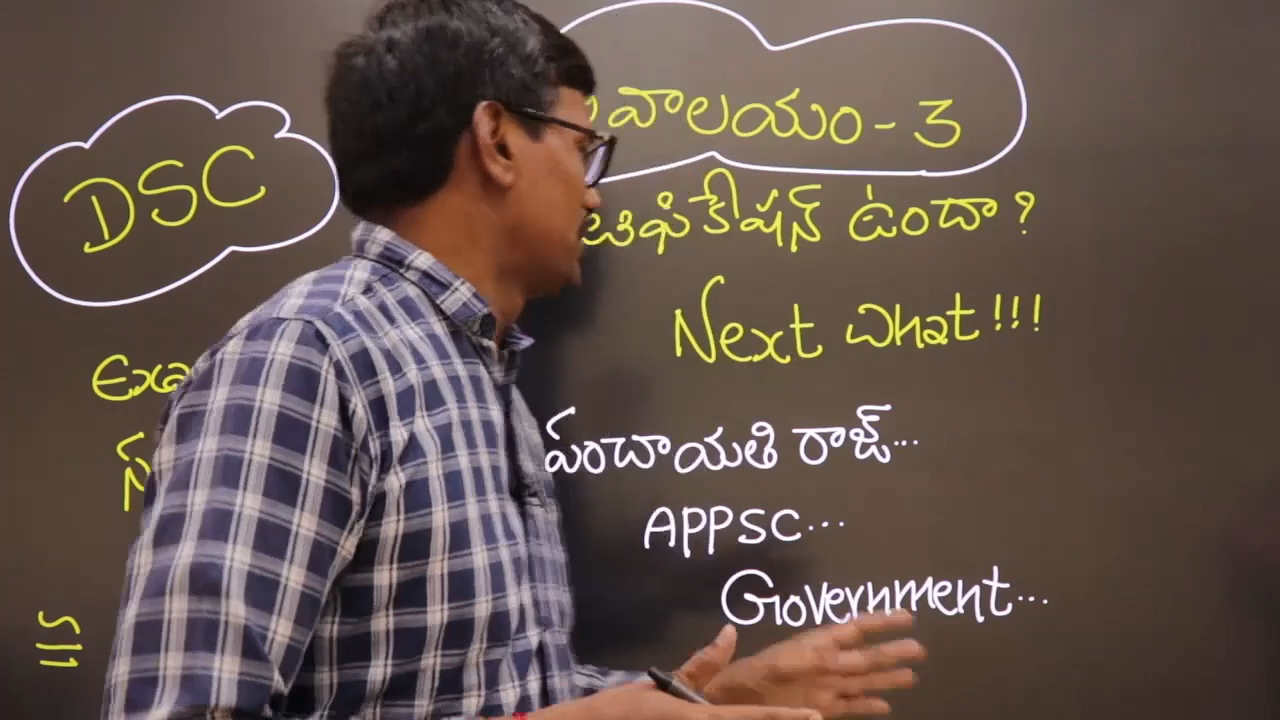 DSC
వాలయం - 3
టిఫికేషన్ ఉందా ?
Next what !!!
పంచాయతి రాజ్...
APPSC...
Government...